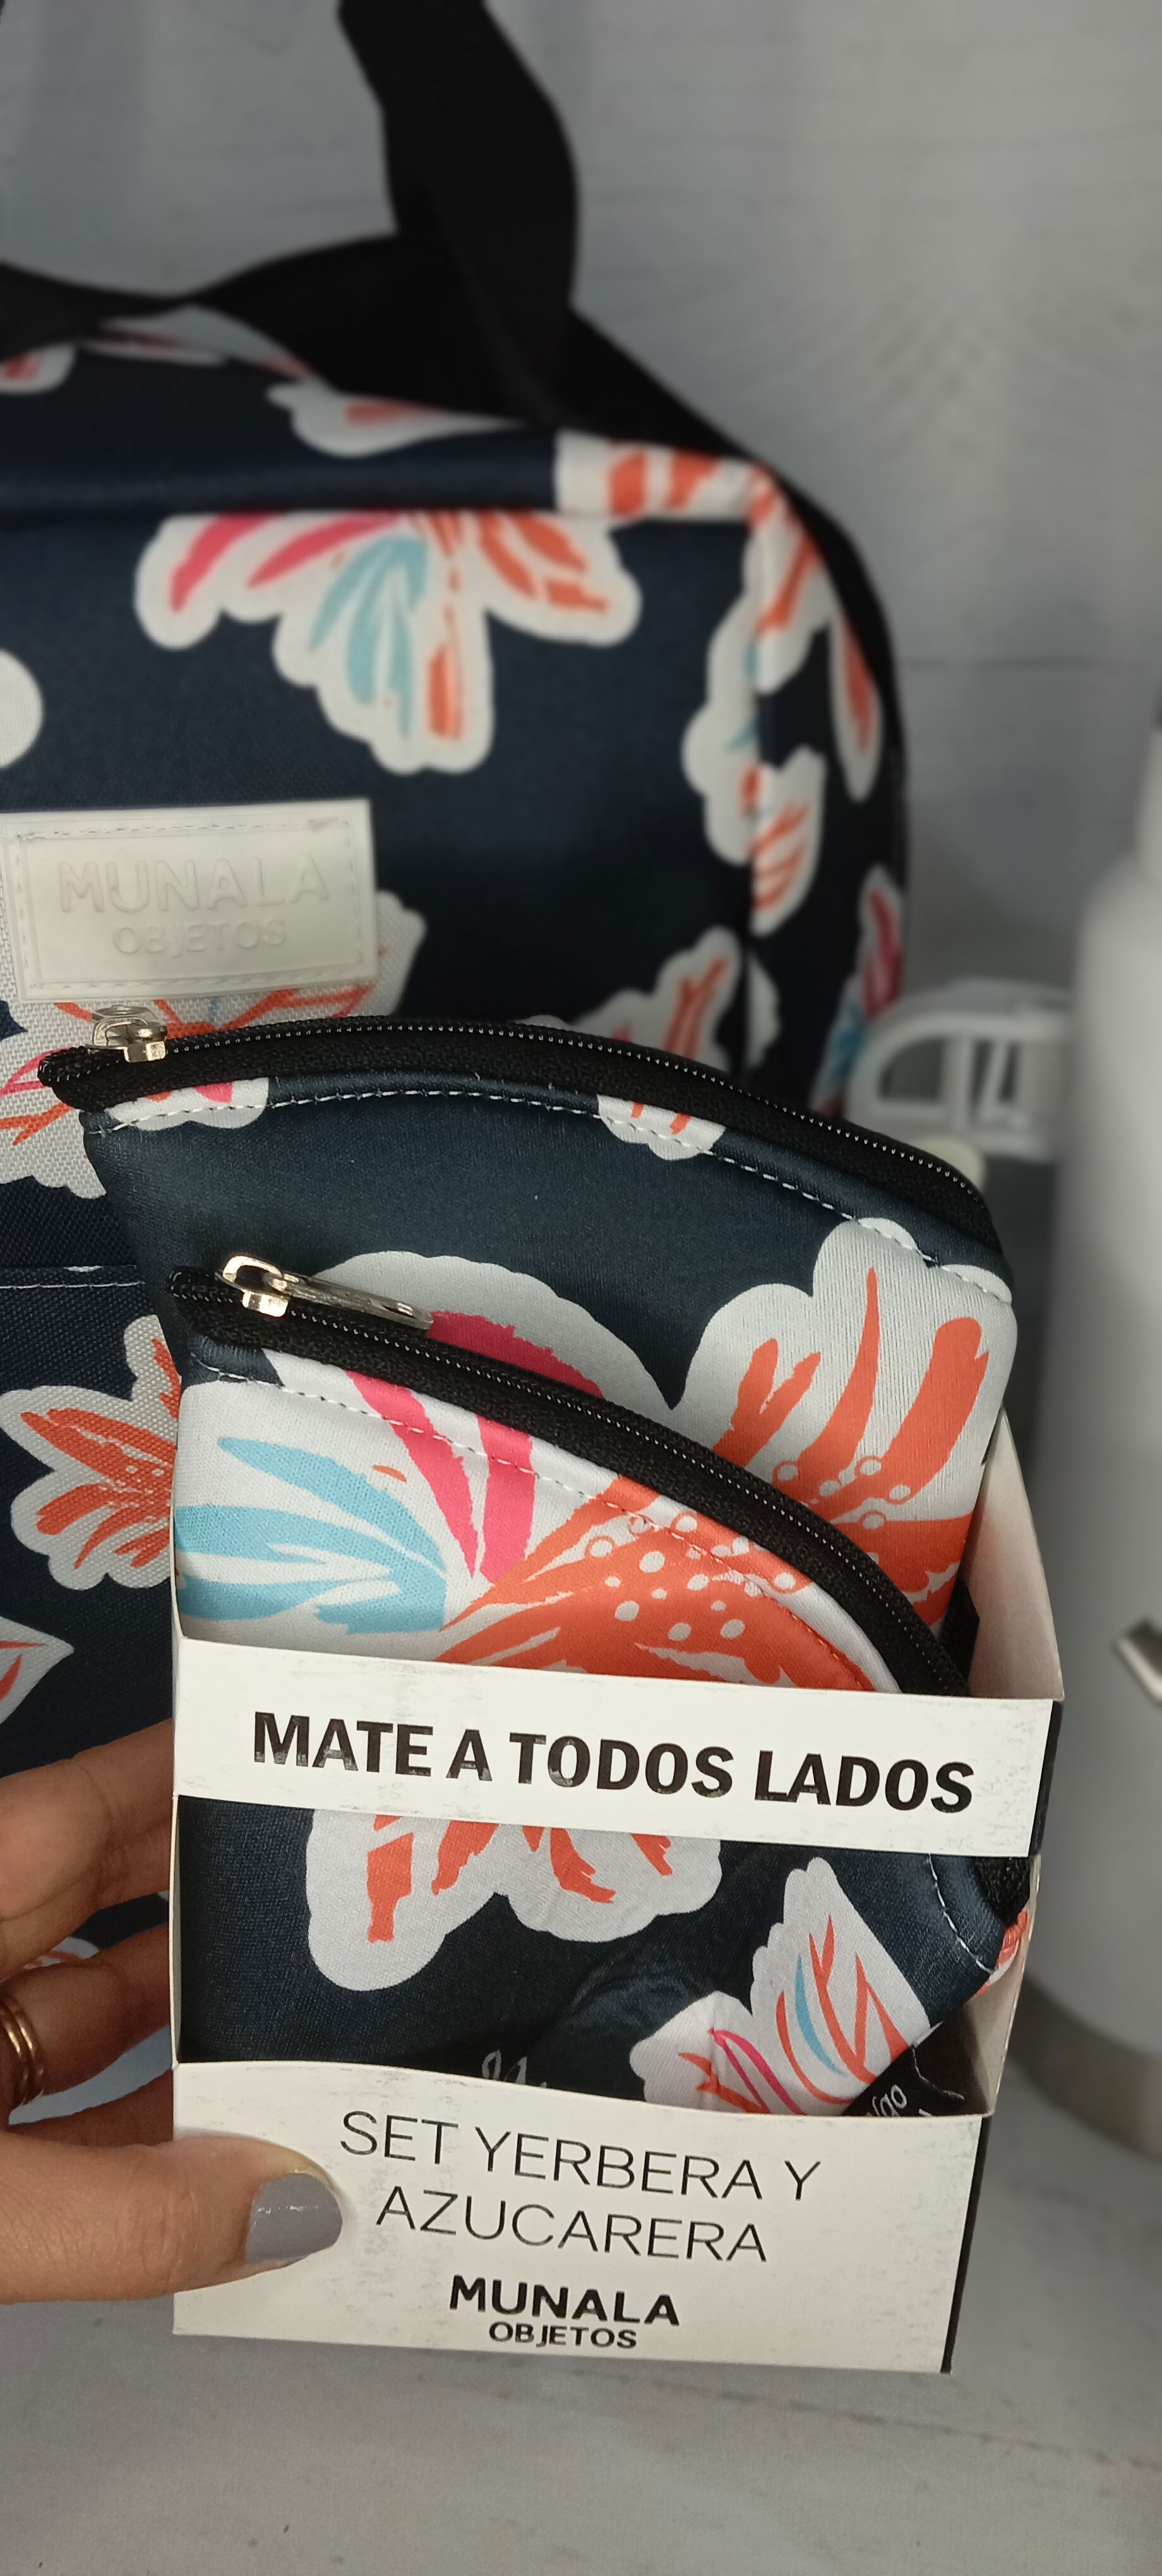 MUNALA
OBJETOS
MATE A TODOS LADOS
SET YERBERA Y
AZUCARERA
MUNALA
OBJETOS